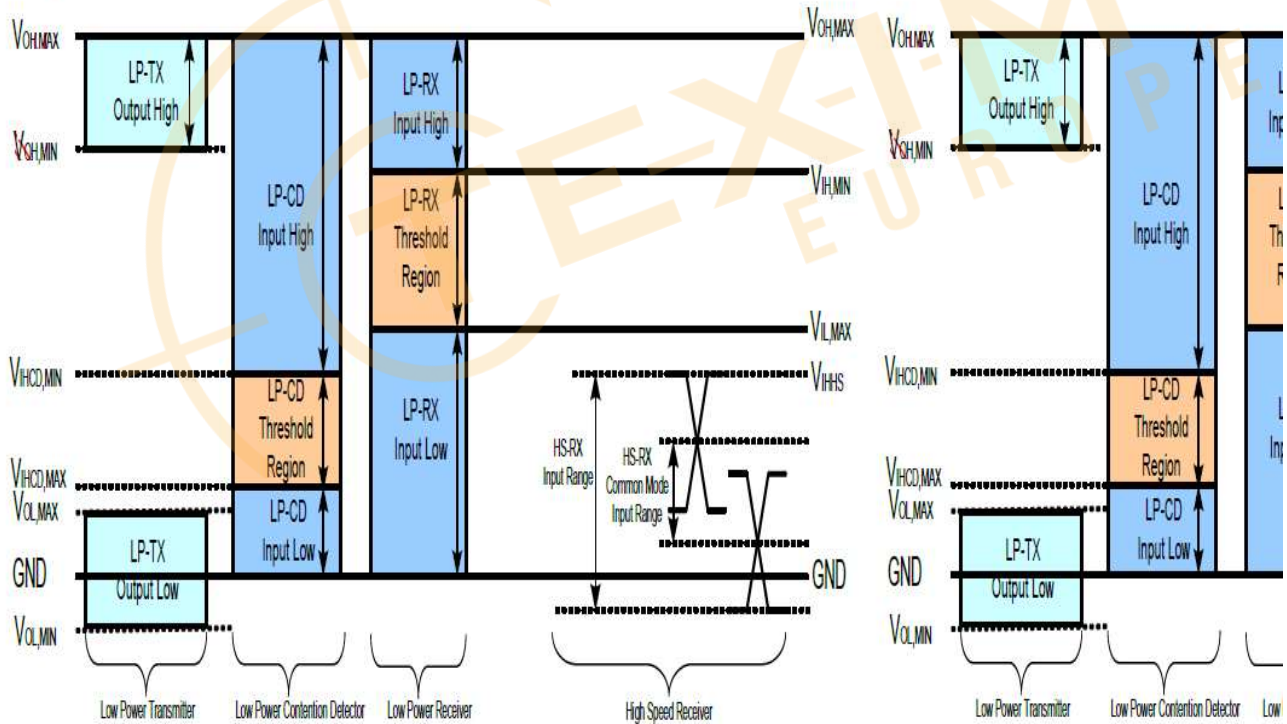 VOH,MAX
LP-TX
Output High
VOH,MIN
LP-CD
Input High
LP-RX
Input High
LP-RX
Threshold
Region
VOH,MAX
VIH,MIN
VIL,MAX
VIHHS
VIHCD,MIN
LP-CD
Threshold
Region
LP-RX
Input Low
HS-RX
Input Range
HS-RX
Common Mode
Input Range
VIHCD,MAX
VOL,MAX
LP-CD
Input Low
LP-TX
Output Low
GND
GND
VOL,MIN
Low Power Transmitter
Low Power Contention Detector
Low Power Receiver
High Speed Receiver
VOH,MAX
LP-TX
Output High
VOH,MIN
LP-CD
Input High
VIHCD,MIN
LP-CD
Threshold
Region
VIHCD,MAX
VOL,MAX
LP-CD
Input Low
LP-TX
Output Low
GND
VOL,MIN
Low Power Transmitter
Low Power Contention Detector
TEXIM
EUROPE